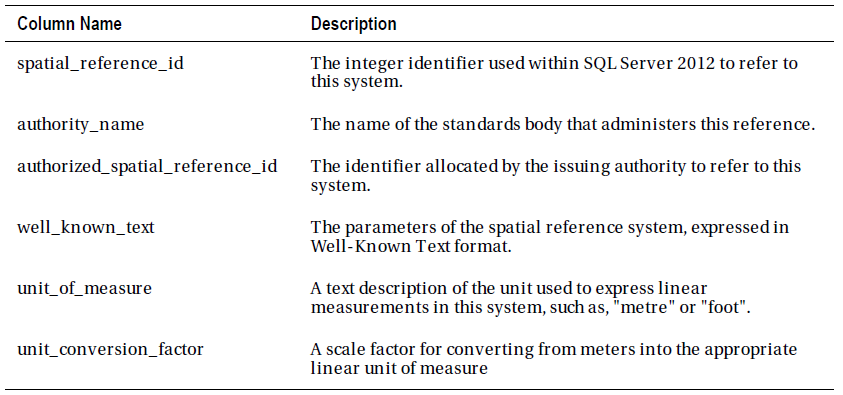 Column Name Description
spatial_reference_id The integer identifier used within SQL Server 2012 to refer to
this system.
authority_name The name of the standards body that administers this reference.
authorized_spatial_reference_id The identifier allocated by the issuing authority to refer to this
system.
well_known_text The parameters of the spatial reference system, expressed in
Well-Known Text format.
unit_of_measure A text description of the unit used to express linear
measurements in this system, such as, "metre" or "foot".
unit_conversion_factor A scale factor for converting from meters into the appropriate
linear unit of measure